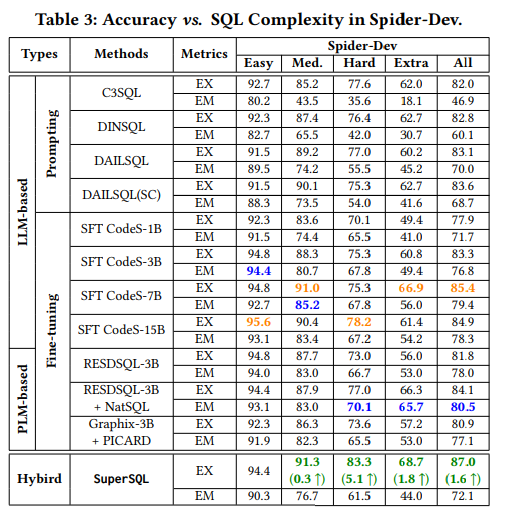 Table 3: Accuracy vs. SQL Complexity in Spider-Dev.
Types Methods Metrics Spider-Dev
Easy Med. Hard Extra All
LLM-based
Prompting
C3SQL
EX 92.7 85.2 77.6 62.0 82.0
EM 80.2 43.5 35.6 18.1 46.9
DINSQL
EX 92.3 87.4 76.4 62.7 82.8
EM 82.7 65.5 42.0 30.7 60.1
DAILSQL
EX 91.5 89.2 77.0 60.2 83.1
EM 89.5 74.2 55.5 45.2 70.0
DAILSQL(SC)
EX 91.5 90.1 75.3 62.7 83.6
EM 88.3 73.5 54.0 41.6 68.7
Fine-tuning
SFT CodeS-1B
EX 92.3 83.6 70.1 49.4 77.9
EM 91.5 74.4 65.5 41.0 71.7
SFT CodeS-3B
EX 94.8 88.3 75.3 60.8 83.3
EM 94.4 80.7 67.8 49.4 76.8
SFT CodeS-7B
EX 94.8 91.0 75.3 66.9 85.4
EM 92.7 85.2 67.8 56.0 79.4
SFT CodeS-15B
EX 95.6 90.4 78.2 61.4 84.9
EM 93.1 83.4 67.2 54.2 78.3
PLM-based
RESDSQL-3B
EX 94.8 87.7 73.0 56.0 81.8
EM 94.0 83.0 66.7 53.0 78.0
RESDSQL-3B
+ NatSQL
EX 94.4 87.9 77.0 66.3 84.1
EM 93.1 83.0 70.1 65.7 80.5
Graphix-3B
+ PICARD
EX 92.3 86.3 73.6 57.2 80.9
EM 91.9 82.3 65.5 53.0 77.1
Hybird
SuperSQL
EX 94.4 91.3 83.3 68.7 87.0
(0.3 ↑) (5.1 ↑) (1.8 ↑) (1.6 ↑)
EM 90.3 76.7 61.5 44.0 72.1